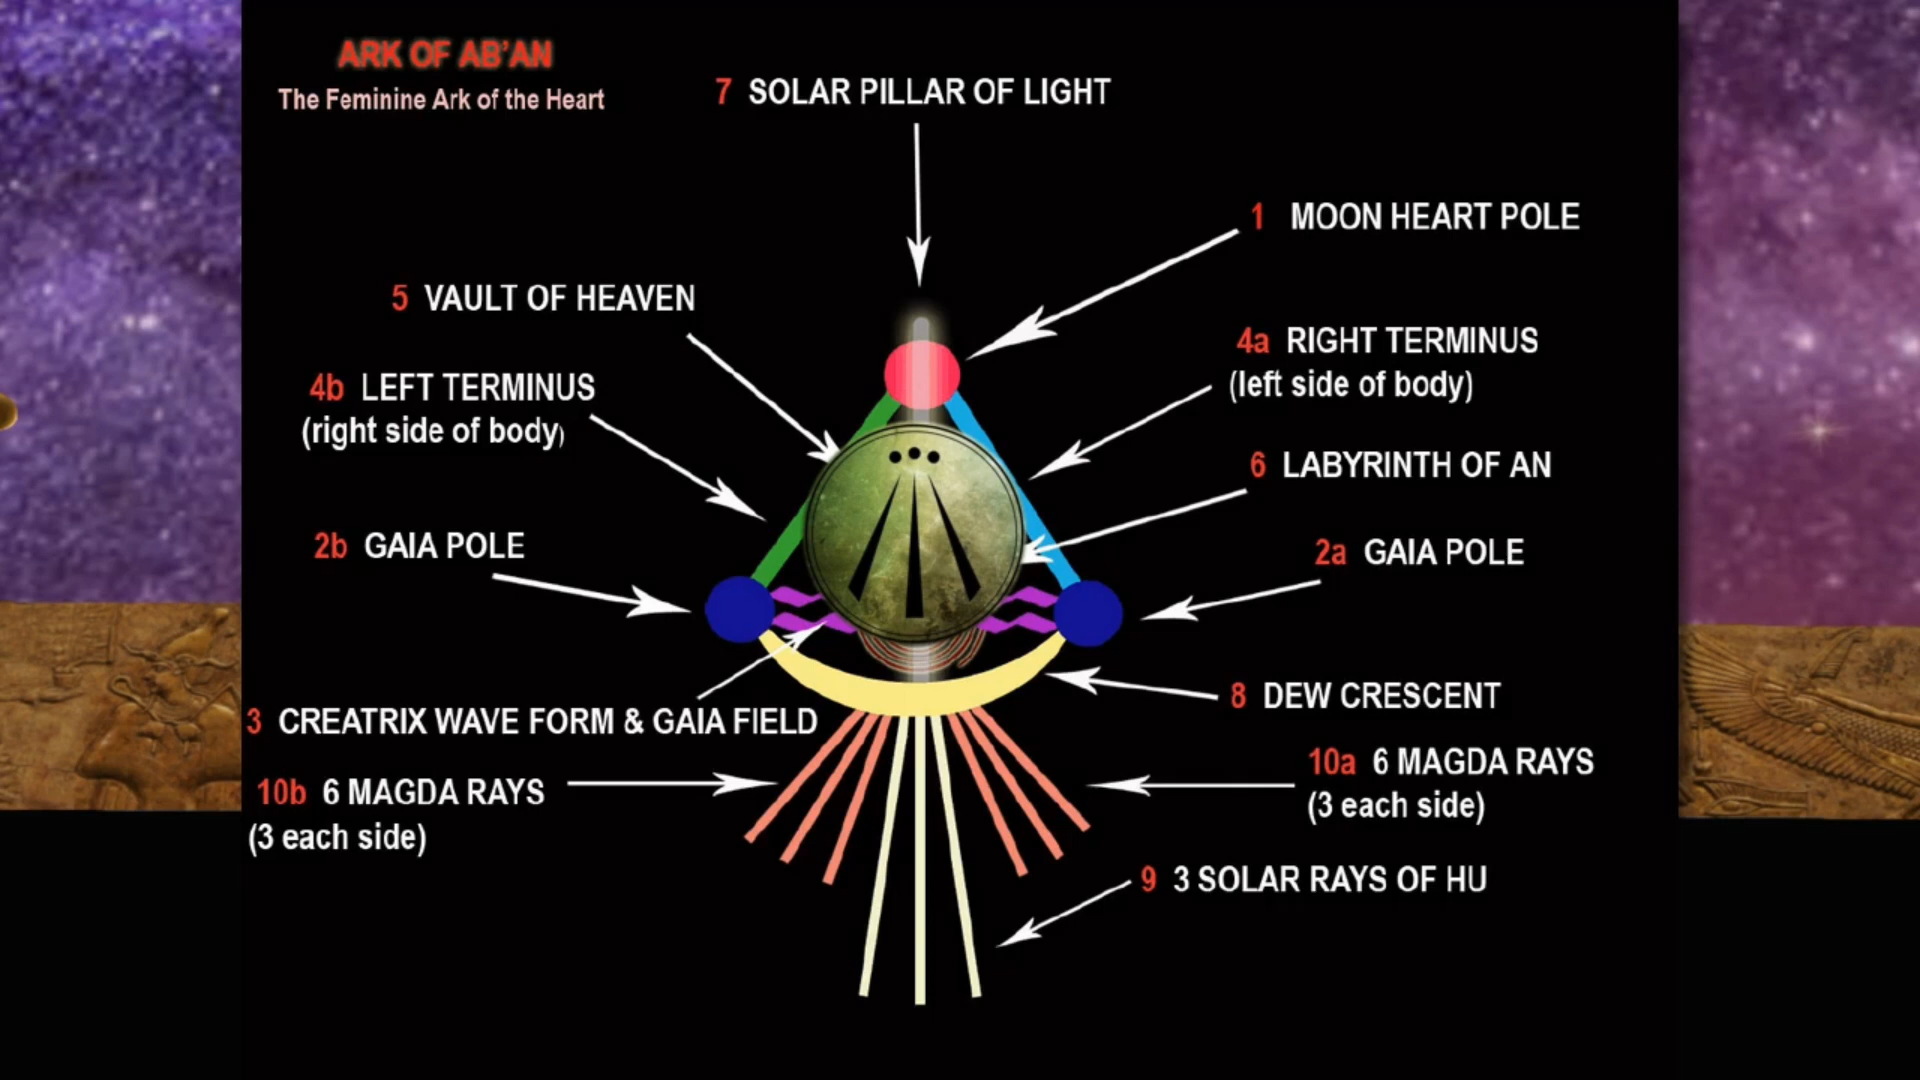 ARK OF AB'AN
The Feminine Ark of the Heart
7 SOLAR PILLAR OF LIGHT
1 MOON HEART POLE
5 VAULT OF HEAVEN
4a RIGHT TERMINUS
(left side of body)
4b LEFT TERMINUS
(right side of body)
6 LABYRINTH OF AN
2b GAIA POLE
2a GAIA POLE
8 DEW CRESCENT
3 CREATRIX WAVE FORM & GAIA FIELD
10a 6 MAGDA RAYS
(3 each side)
10b 6 MAGDA RAYS
(3 each side)
9 3 SOLAR RAYS OF HU